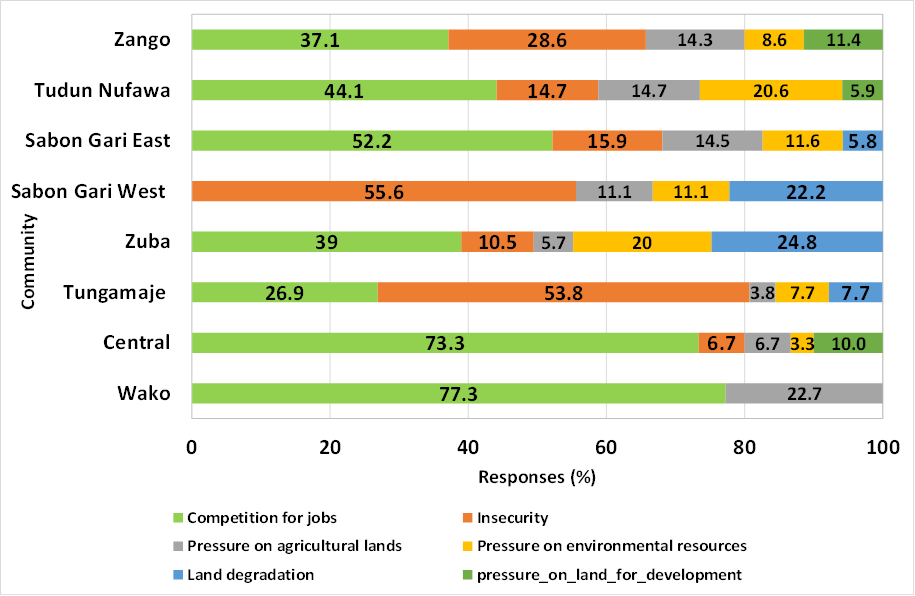 Zango 37.1 28.6 14.3 8.6 11.4
Tudun Nufawa 44.1 14.7 14.7 20.6 5.9
Sabon Gari East 52.2 15.9 14.5 11.6 5.8
Sabon Gari West 55.6 11.1 11.1 22.2
Zuba 39 10.5 5.7 20 24.8
Tungamaje 26.9 53.8 3.8 7.7 7.7
Central 73.3 6.7 6.7 3.3 10.0
Wako 77.3 22.7
Community
0 20 40 60 80 100
Responses (%)
Competition for jobs Insecurity
Pressure on agricultural lands Pressure on environmental resources
Land degradation pressure_on_land_for_development